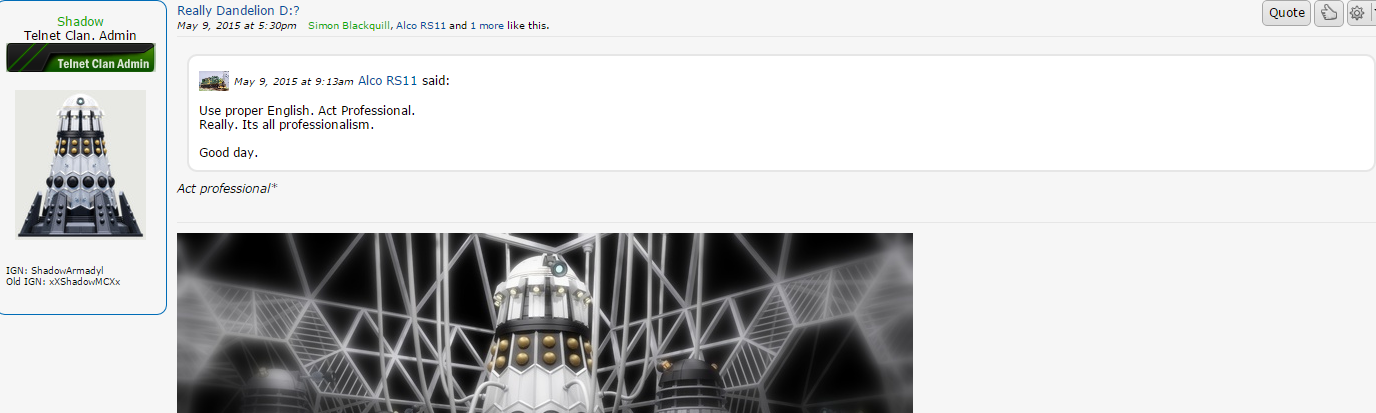 Shadow
Telnet Clan. Admin
Telnet Clan Admin
IGN: ShadowArmadyl
Old IGN: xXShadowMCXx
Really Dandelion D:?
May 9, 2015 at 5:30pm Simon Blackquill, Alco RS11 and 1 more like this.
Quote
May 9, 2015 at 9:13am Alco RS11 said:
Use proper English. Act Professional.
Really. Its all professionalism.
Good day.
Act professional*